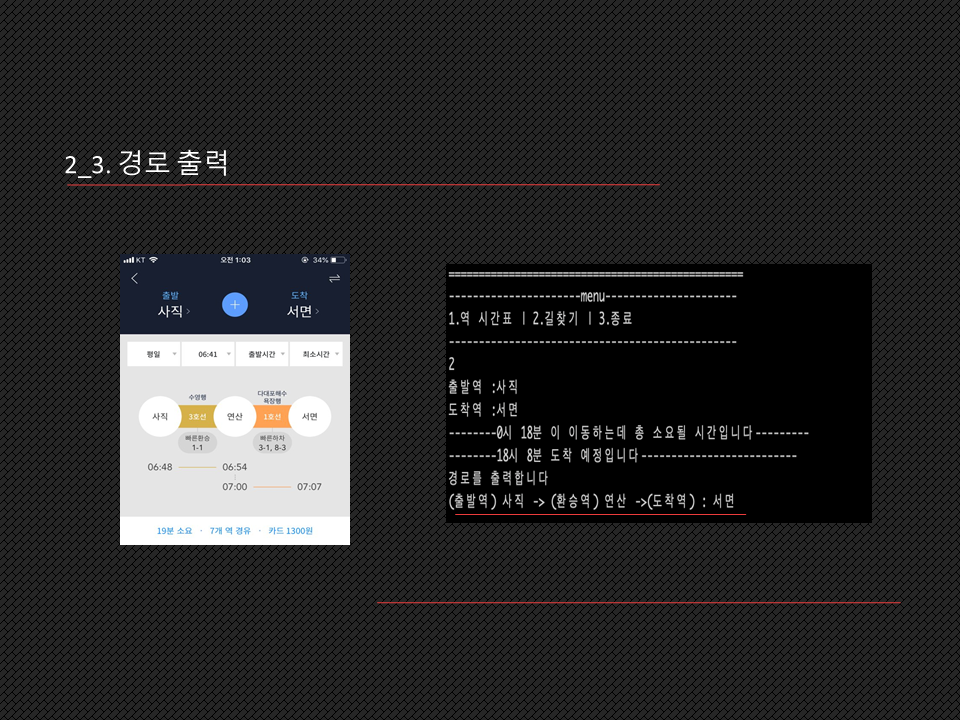 2_3. 경로 출력
KT 오전 1:03 34%
출발 도착
사직 > + 서면 >
평일 06:41 출발시간 최소시간
수영행 다대포해수욕장행
사직 3호선 연산 1호선 서면
빠른환승 빠른하차
1-1 3-1, 8-3
06:48 06:54
07:00 07:07
19분 소요 · 7개 역 경유 · 카드 1300원
=================================================
----------------------menu----------------------
1.역 시간표 | 2.길찾기 | 3.종료
------------------------------------------------
2
출발역 :사직
도착역 :서면
--------0시 18분 이 이동하는데 총 소요될 시간입니다---------
--------18시 8분 도착 예정입니다--------------------------
경로를 출력합니다
(출발역) 사직 -> (환승역) 연산 ->(도착역) : 서면